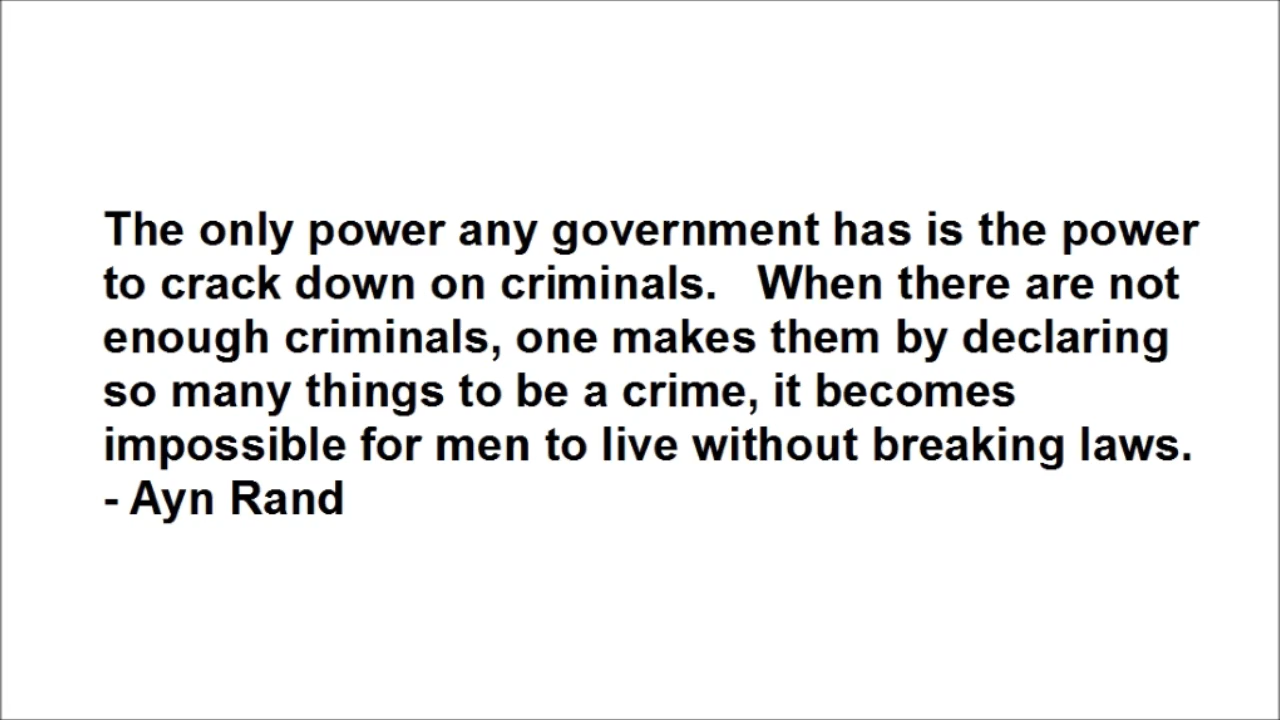 The only power any government has is the power
to crack down on criminals.   When there are not
enough criminals, one makes them by declaring
so many things to be a crime, it becomes
impossible for men to live without breaking laws.
- Ayn Rand